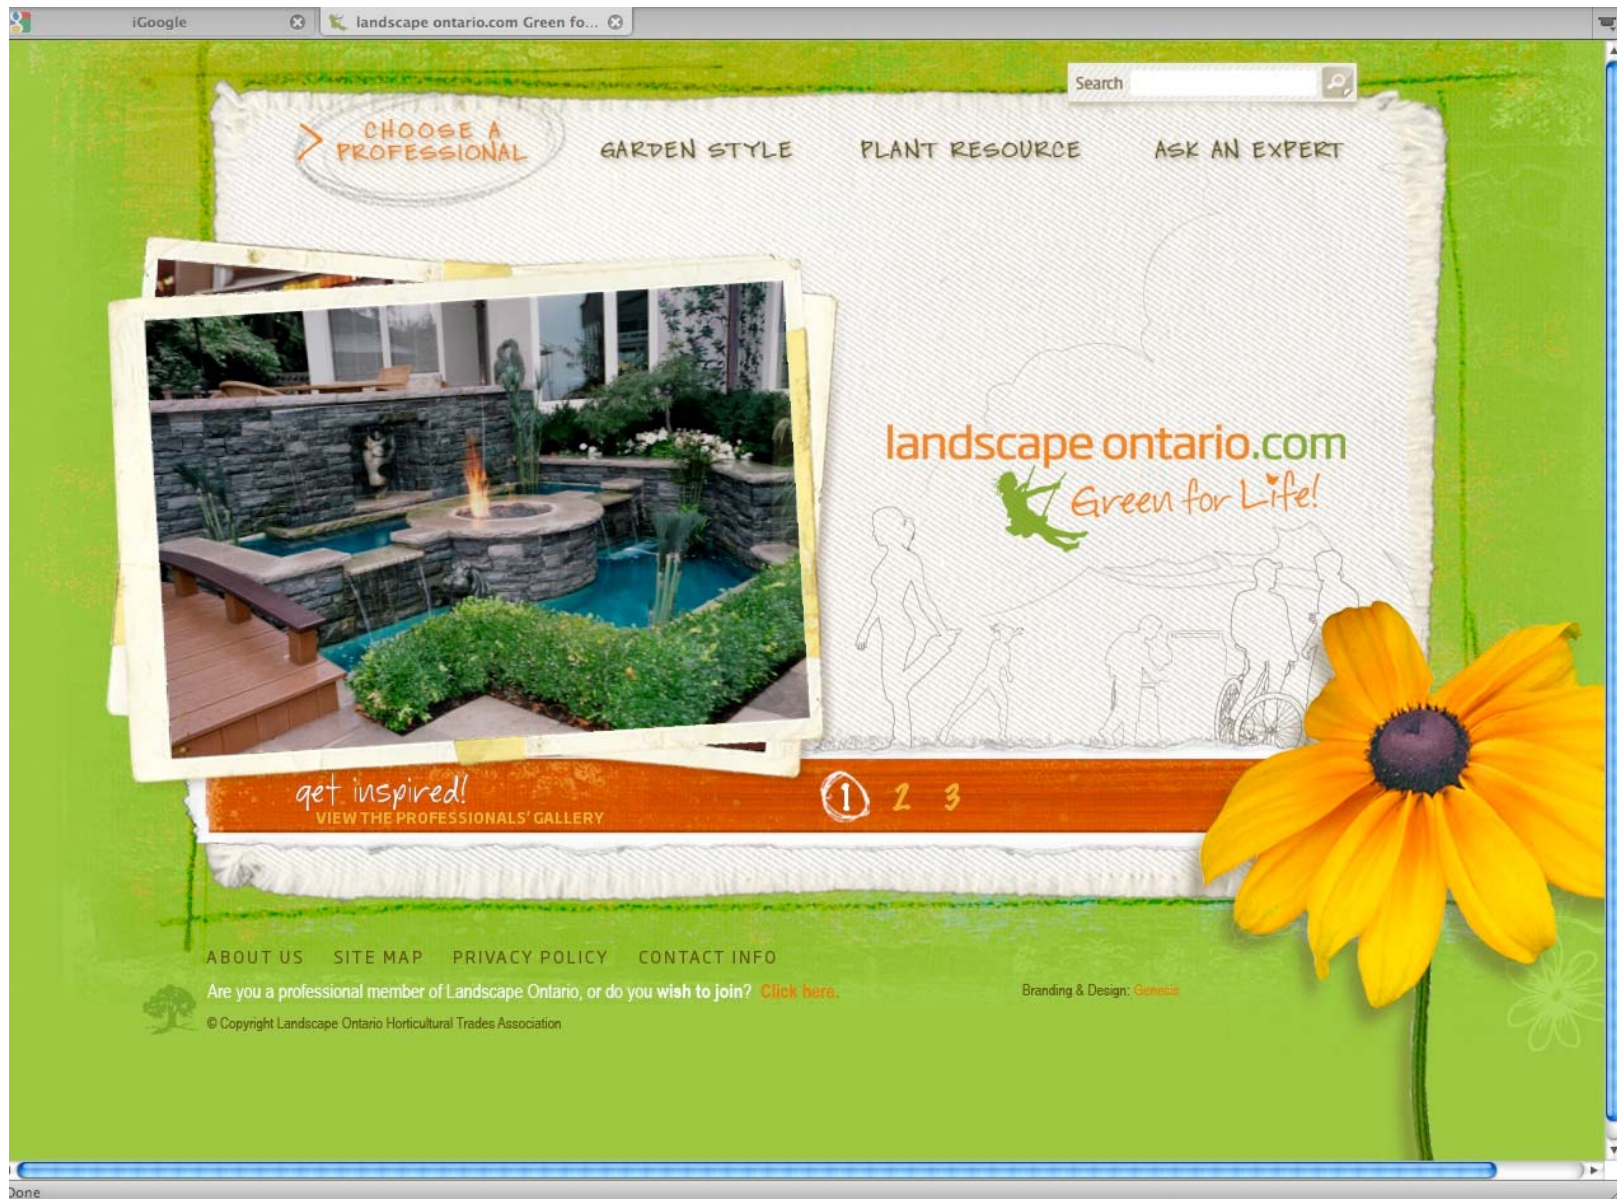 iGoogle
landscape ontario.com Green fo...
Search
CHOOSE A
PROFESSIONAL
GARDEN STYLE
PLANT RESOURCE
ASK AN EXPERT
landscape ontario.com
Green for Life!
get inspired!
VIEW THE PROFESSIONALS' GALLERY
1 2 3
ABOUT US SITE MAP PRIVACY POLICY CONTACT INFO
Are you a professional member of Landscape Ontario, or do you wish to join? Click here.
Branding & Design: Genesis
© Copyright Landscape Ontario Horticultural Trades Association
Done